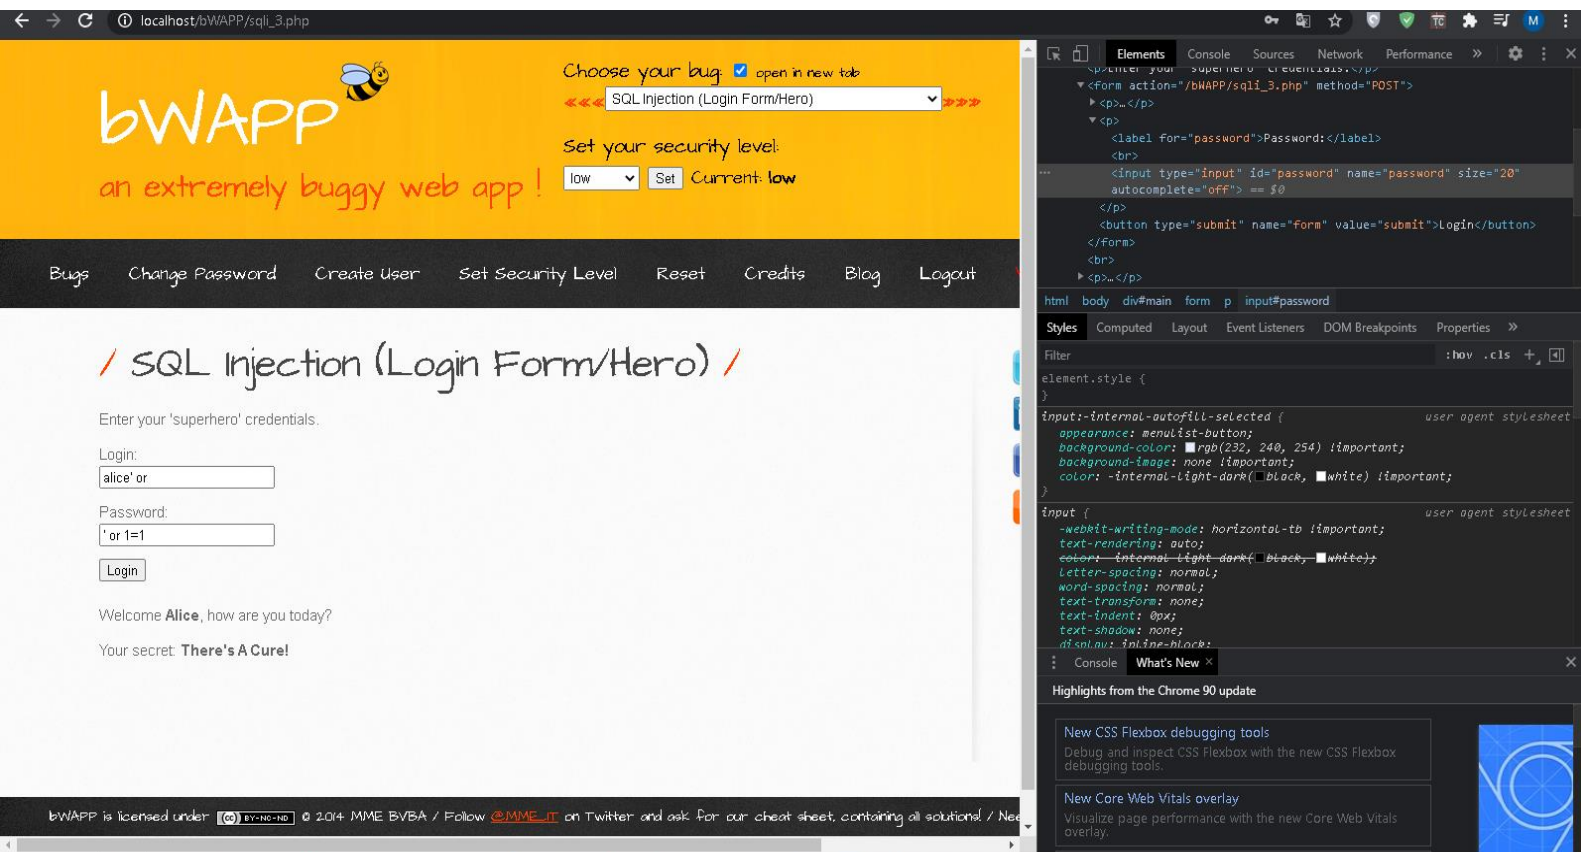 localhost/bWAPP/sqli_3.php
M
bWAPP
an extremely buggy web app !
Choose your bug: open in new tab
<<< SQL Injection (Login Form/Hero) >>>
Set your security level:
low Set Current: low
Bugs Change Password Create User Set Security Level Reset Credits Blog Logout
/ SQL Injection (Login Form/Hero) /
Enter your 'superhero' credentials.
Login:
alice' or
Password:
' or 1=1
Login
Welcome Alice, how are you today?
Your secret: There's A Cure!
bWAPP is licensed under (cc) BY-NC-ND © 2014 MME BVBA / Follow @MME_IT on Twitter and ask for our cheat sheet, containing all solutions! / Nee
Elements Console Sources Network Performance »
<p>Enter your 'superhero' credentials.</p>
<form action="/bWAPP/sqli_3.php" method="POST">
<p>…</p>
<p>
<label for="password">Password:</label>
<br>
<input type="input" id="password" name="password" size="20"
autocomplete="off"> == $0
</p>
<button type="submit" name="form" value="submit">Login</button>
</form>
<br>
<p>…</p>
html body div#main form p input#password
Styles Computed Layout Event Listeners DOM Breakpoints Properties »
Filter :hov .cls +
element.style {
}
input:-internal-autofill-selected { user agent stylesheet
appearance: menulist-button;
background-color: rgb(232, 240, 254) !important;
background-image: none !important;
color: -internal-light-dark(black, white) !important;
}
input { user agent stylesheet
-webkit-writing-mode: horizontal-tb !important;
text-rendering: auto;
color: -internal-light-dark(black, white);
letter-spacing: normal;
word-spacing: normal;
text-transform: none;
text-indent: 0px;
text-shadow: none;
display: inline-block;
Console What's New ×
Highlights from the Chrome 90 update
New CSS Flexbox debugging tools
Debug and inspect CSS Flexbox with the new CSS Flexbox
debugging tools.
New Core Web Vitals overlay
Visualize page performance with the new Core Web Vitals
overlay.